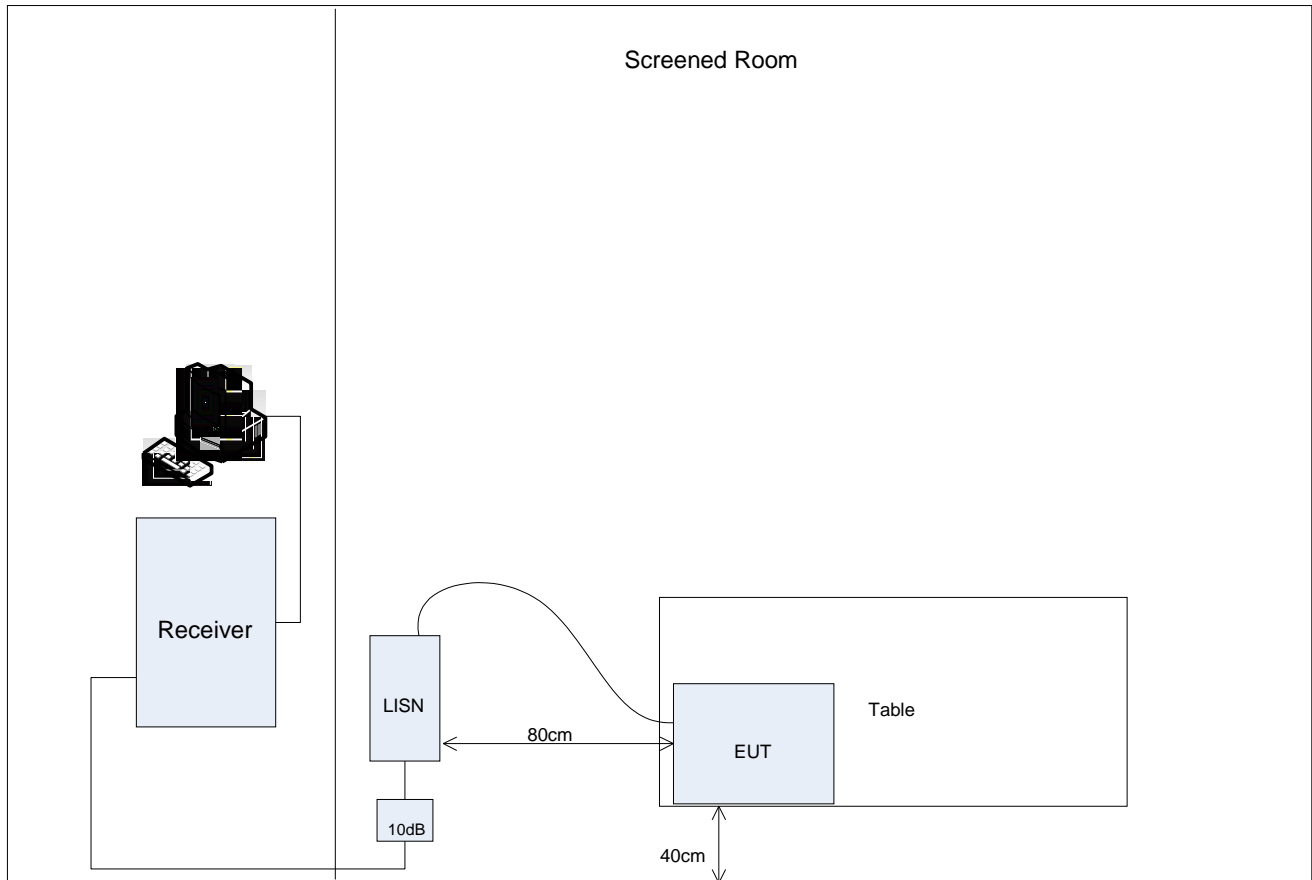 Screened Room
Receiver
LISN
80cm
Table
EUT
10dB
40cm